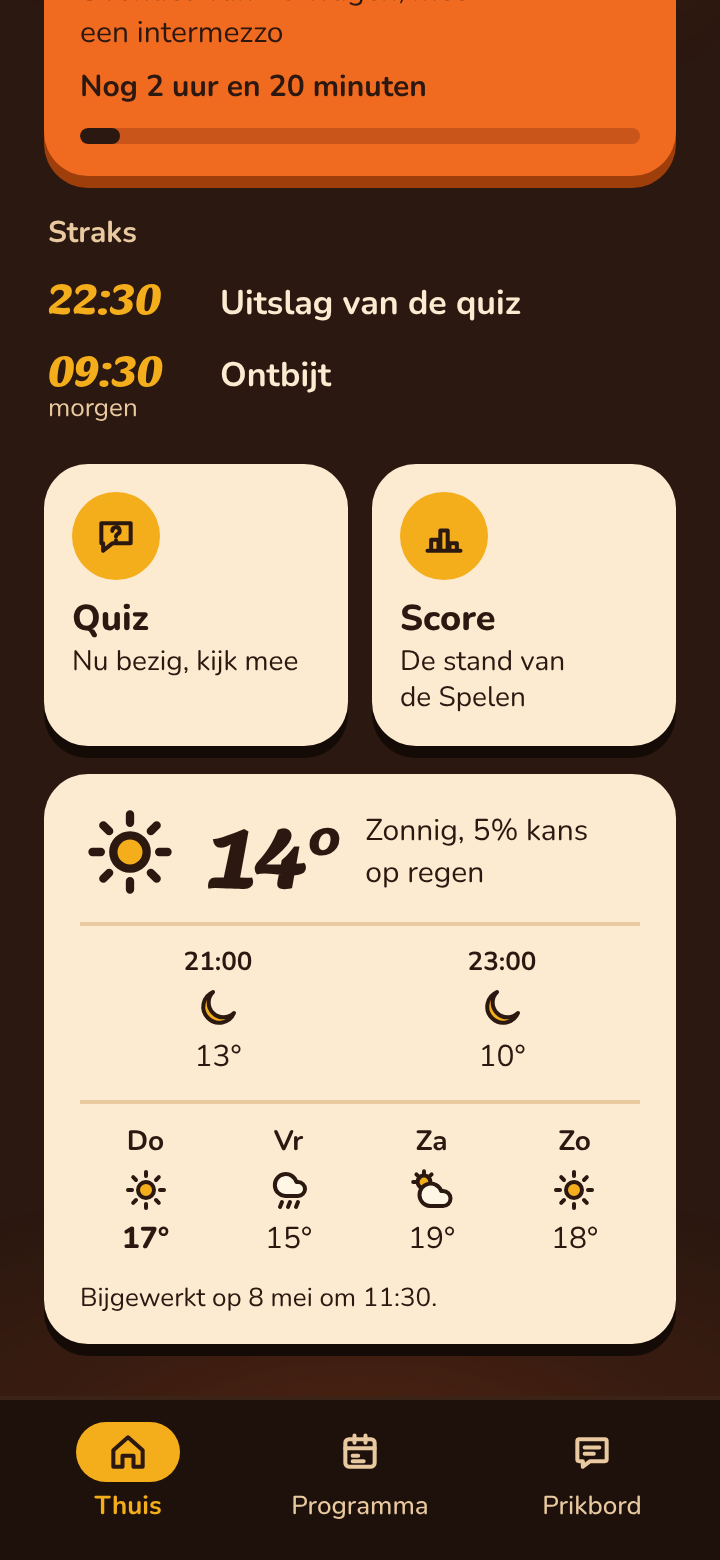 een intermezzo
Nog 2 uur en 20 minuten
Straks
22:30 Uitslag van de quiz
09:30 Ontbijt
morgen
Quiz
Nu bezig, kijk mee
Score
De stand van
de Spelen
14°
Zonnig, 5% kans
op regen
21:00 23:00
13° 10°
Do Vr Za Zo
17° 15° 19° 18°
Bijgewerkt op 8 mei om 11:30.
Thuis Programma Prikbord